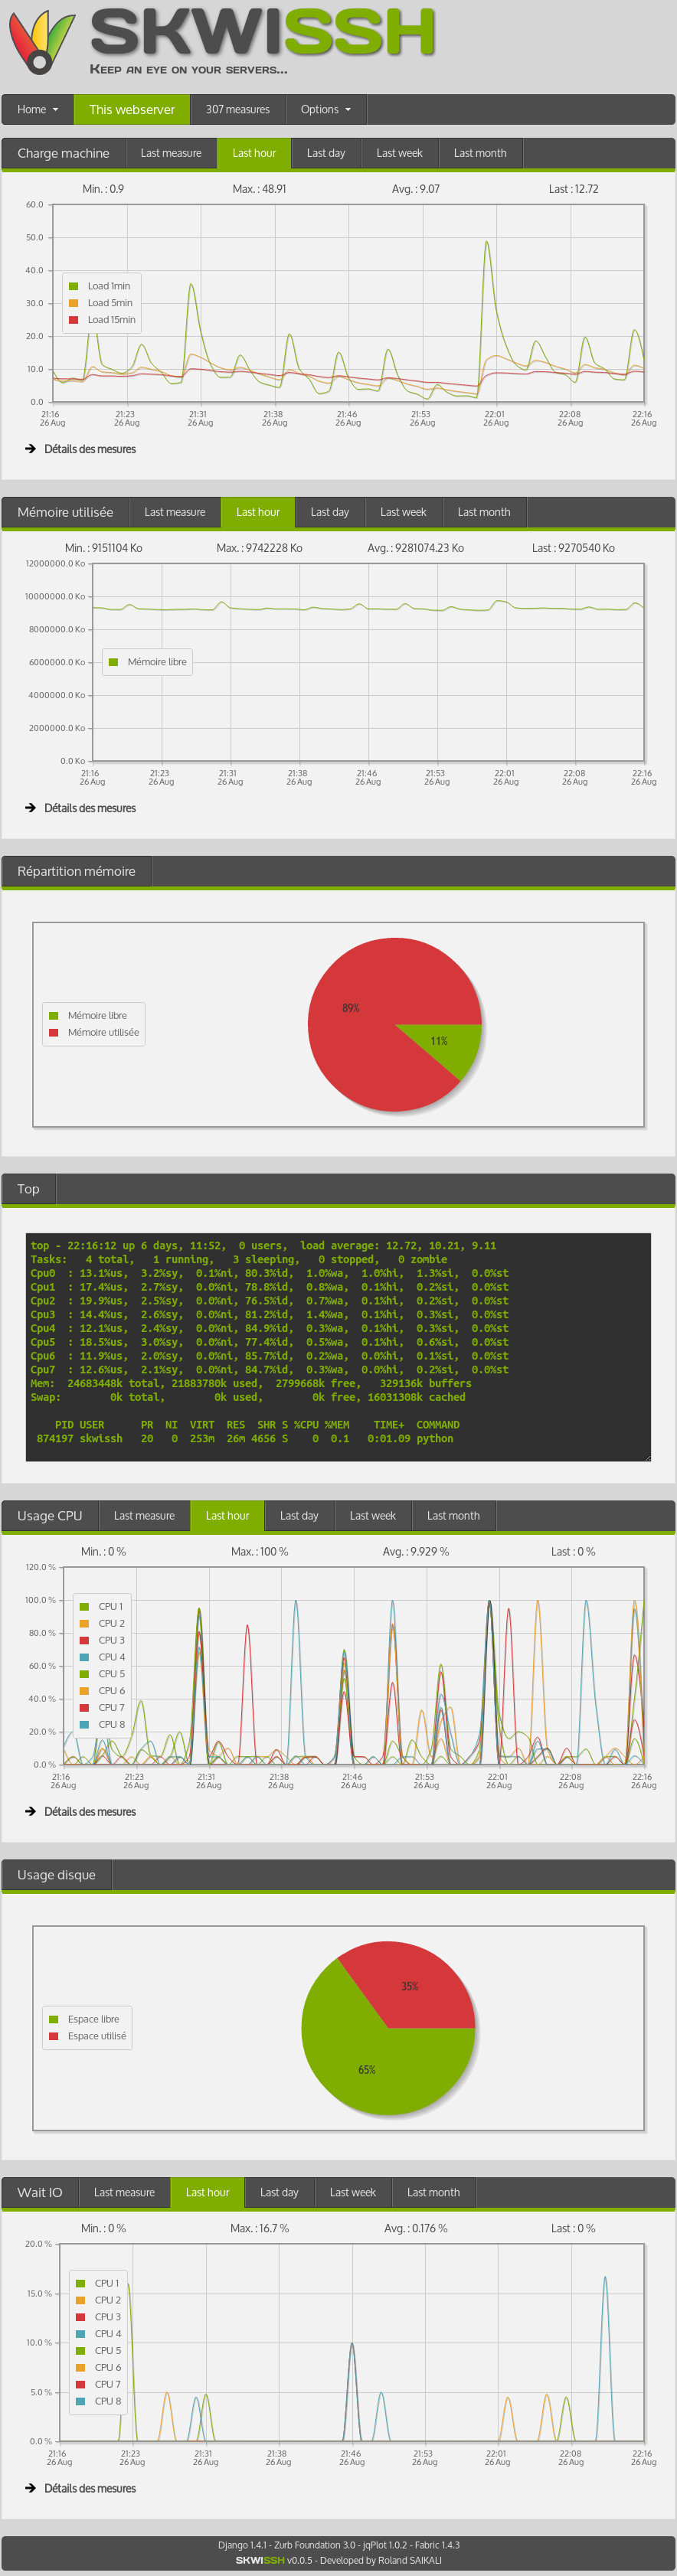 SKWISSH
Keep an eye on your servers...
Home This webserver 307 measures Options
Charge machine Last measure Last hour Last day Last week Last month
Min. : 0.9 Max. : 48.91 Avg. : 9.07 Last : 12.72
60.0
50.0
40.0
30.0
20.0
10.0
0.0
Load 1min
Load 5min
Load 15min
21:16 21:23 21:31 21:38 21:46 21:53 22:01 22:08 22:16
26 Aug 26 Aug 26 Aug 26 Aug 26 Aug 26 Aug 26 Aug 26 Aug 26 Aug
Détails des mesures
Mémoire utilisée Last measure Last hour Last day Last week Last month
Min. : 9151104 Ko Max. : 9742228 Ko Avg. : 9281074.23 Ko Last : 9270540 Ko
12000000.0 Ko
10000000.0 Ko
8000000.0 Ko
6000000.0 Ko
4000000.0 Ko
2000000.0 Ko
0.0 Ko
Mémoire libre
21:16 21:23 21:31 21:38 21:46 21:53 22:01 22:08 22:16
26 Aug 26 Aug 26 Aug 26 Aug 26 Aug 26 Aug 26 Aug 26 Aug 26 Aug
Détails des mesures
Répartition mémoire
Mémoire libre
Mémoire utilisée
89%
11%
Top
top - 22:16:12 up 6 days, 11:52,  0 users,  load average: 12.72, 10.21, 9.11
Tasks:   4 total,   1 running,   3 sleeping,   0 stopped,   0 zombie
Cpu0  : 13.1%us,  3.2%sy,  0.1%ni, 80.3%id,  1.0%wa,  1.0%hi,  1.3%si,  0.0%st
Cpu1  : 17.4%us,  2.7%sy,  0.0%ni, 78.8%id,  0.8%wa,  0.1%hi,  0.2%si,  0.0%st
Cpu2  : 19.9%us,  2.5%sy,  0.0%ni, 76.5%id,  0.7%wa,  0.1%hi,  0.2%si,  0.0%st
Cpu3  : 14.4%us,  2.6%sy,  0.0%ni, 81.2%id,  1.4%wa,  0.1%hi,  0.3%si,  0.0%st
Cpu4  : 12.1%us,  2.4%sy,  0.0%ni, 84.9%id,  0.3%wa,  0.1%hi,  0.3%si,  0.0%st
Cpu5  : 18.5%us,  3.0%sy,  0.0%ni, 77.4%id,  0.5%wa,  0.1%hi,  0.6%si,  0.0%st
Cpu6  : 11.9%us,  2.0%sy,  0.0%ni, 85.7%id,  0.2%wa,  0.0%hi,  0.1%si,  0.0%st
Cpu7  : 12.6%us,  2.1%sy,  0.0%ni, 84.7%id,  0.3%wa,  0.0%hi,  0.2%si,  0.0%st
Mem:  24683448k total, 21883780k used,  2799668k free,   329136k buffers
Swap:        0k total,        0k used,        0k free, 16031308k cached
PID USER      PR  NI  VIRT  RES  SHR S %CPU %MEM    TIME+  COMMAND
874197 skwissh   20   0  253m  26m 4656 S    0  0.1   0:01.09 python
Usage CPU Last measure Last hour Last day Last week Last month
Min. : 0 % Max. : 100 % Avg. : 9.929 % Last : 0 %
120.0 %
100.0 %
80.0 %
60.0 %
40.0 %
20.0 %
0.0 %
CPU 1
CPU 2
CPU 3
CPU 4
CPU 5
CPU 6
CPU 7
CPU 8
21:16 21:23 21:31 21:38 21:46 21:53 22:01 22:08 22:16
26 Aug 26 Aug 26 Aug 26 Aug 26 Aug 26 Aug 26 Aug 26 Aug 26 Aug
Détails des mesures
Usage disque
Espace libre
Espace utilisé
35%
65%
Wait IO Last measure Last hour Last day Last week Last month
Min. : 0 % Max. : 16.7 % Avg. : 0.176 % Last : 0 %
20.0 %
15.0 %
10.0 %
5.0 %
0.0 %
CPU 1
CPU 2
CPU 3
CPU 4
CPU 5
CPU 6
CPU 7
CPU 8
21:16 21:23 21:31 21:38 21:46 21:53 22:01 22:08 22:16
26 Aug 26 Aug 26 Aug 26 Aug 26 Aug 26 Aug 26 Aug 26 Aug 26 Aug
Détails des mesures
Django 1.4.1 - Zurb Foundation 3.0 - jqPlot 1.0.2 - Fabric 1.4.3
SKWISSH v0.0.5 - Developed by Roland SAIKALI